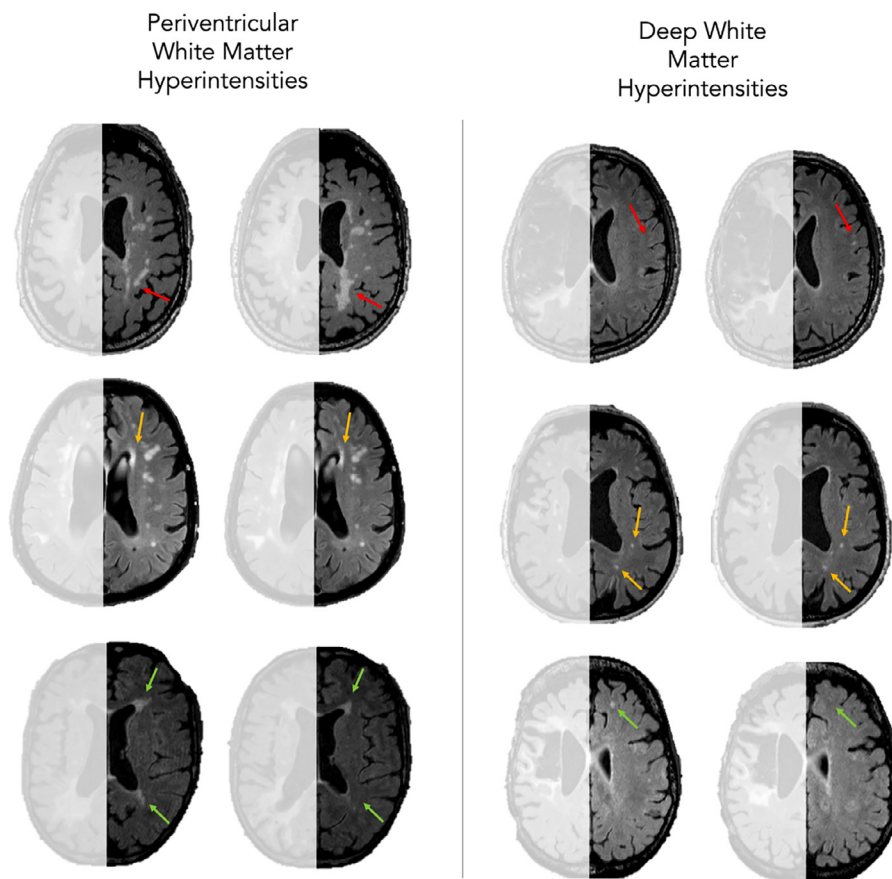 Periventricular
White Matter
Hyperintensities
Deep White
Matter
Hyperintensities